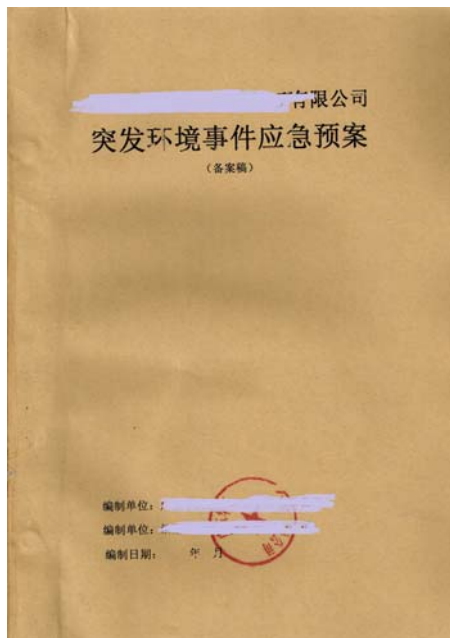 有限公司
突发环境事件应急预案
（备案稿）
编制单位：
编制单位：
编制日期： 年 月